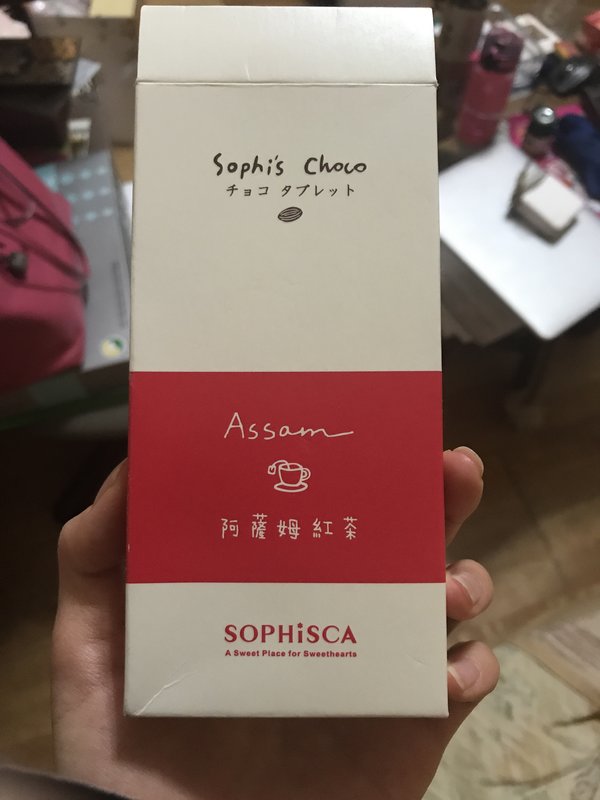 Sophi's Choco
チョコ タブレット
Assam
阿薩姆紅茶
SOPHiSCA
A Sweet Place for Sweethearts